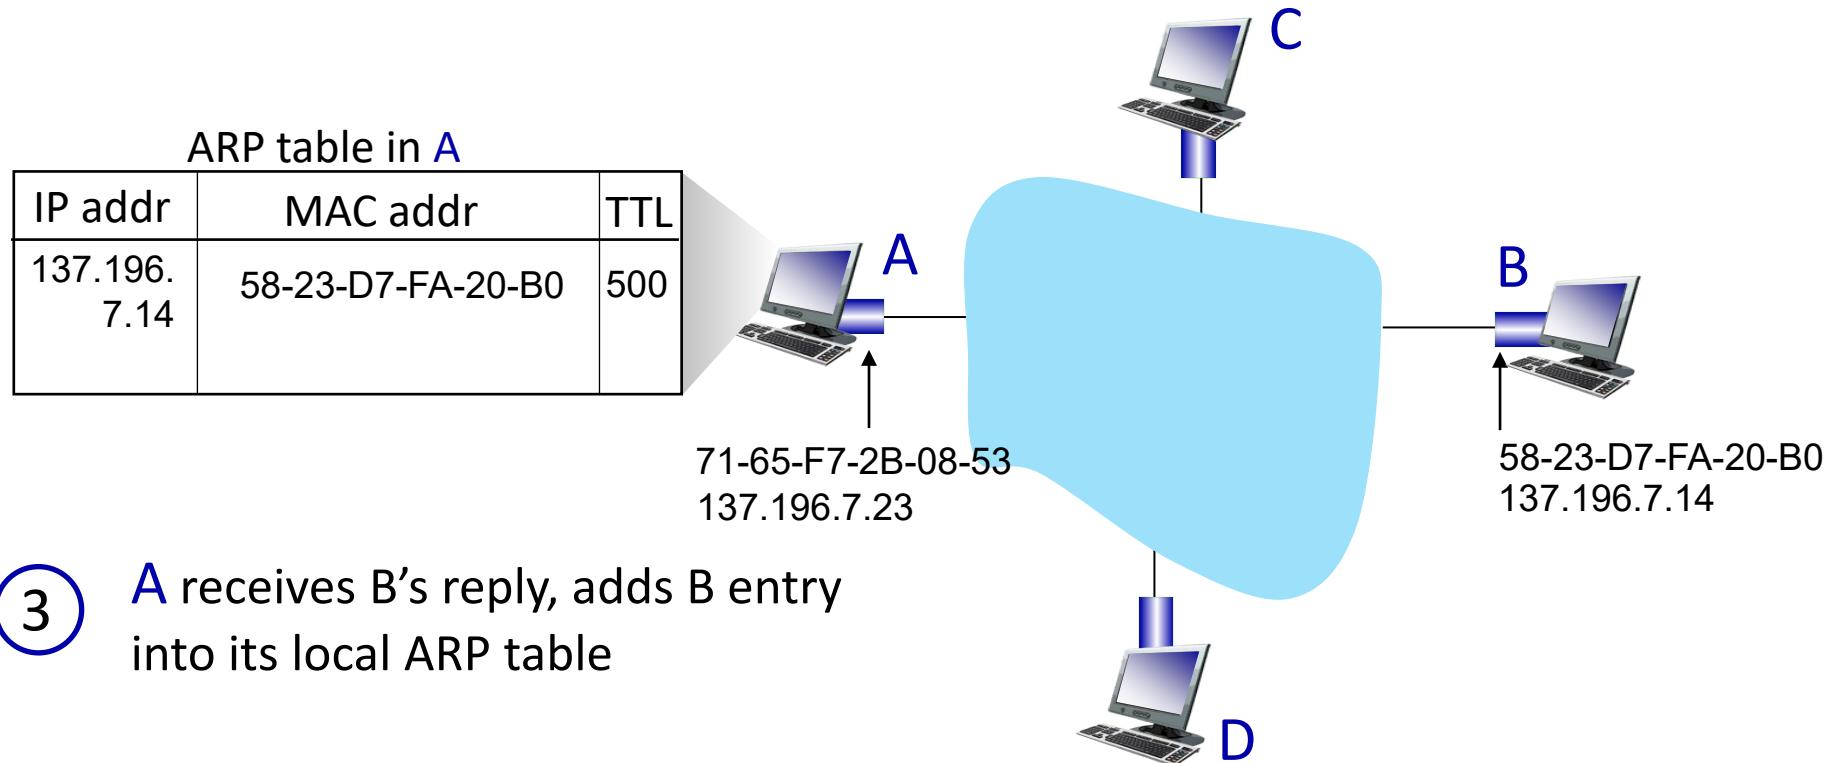 C
ARP table in A
IP addr MAC addr TTL
137.196. 58-23-D7-FA-20-B0 500
7.14
A
B
71-65-F7-2B-08-53
137.196.7.23
58-23-D7-FA-20-B0
137.196.7.14
3 A receives B’s reply, adds B entry
into its local ARP table
D